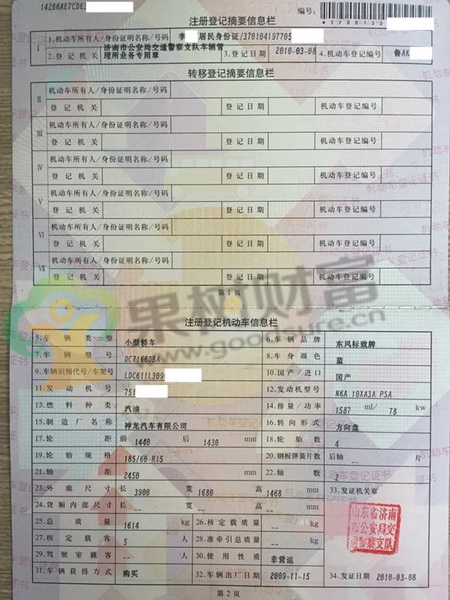 14286AE7CDE3
注册登记摘要信息栏
编号:
I
1.机动车所有人/身份证明名称/号码 李 居民身份证/370104197705
2.登记机关 济南市公安局交通警察支队车辆管理所业务专用章 3.登记日期 2010-03-08 4.机动车登记编号 鲁AK
转移登记摘要信息栏
II 机动车所有人/身份证明名称/号码
登记机关 登记日期 机动车登记编号
III 机动车所有人/身份证明名称/号码
登记机关 登记日期 机动车登记编号
IV 机动车所有人/身份证明名称/号码
登记机关 登记日期 机动车登记编号
V 机动车所有人/身份证明名称/号码
登记机关 登记日期 机动车登记编号
VI 机动车所有人/身份证明名称/号码
登记机关 登记日期 机动车登记编号
VII 机动车所有人/身份证明名称/号码
登记机关 登记日期 机动车登记编号
第1页
果树财富
www.goodsure.cn
注册登记机动车信息栏
5.车辆类型 小型轿车 6.车辆品牌 东风标致牌
7.车辆型号 DC7166DBA 8.车身颜色 蓝
9.车辆识别代号/车架号 LDC611L309 10.国产/进口 国产
11.发动机号 751 12.发动机型号 N6A 10XA3A PSA
13.燃料种类 汽油 14.排量/功率 1587 ml/ 78 kw
15.制造厂名称 神龙汽车有限公司 16.转向形式 方向盘
17.轮距 前 1440 后 1430 mm 18.轮胎数 4
19.轮胎规格 185/60 R15 20.钢板弹簧片数 后轴 -- 片
21.轴距 2450 mm 22.轴数 2
23.外廓尺寸 长 3900 宽 1680 高 1468 mm 33.发证机关章
24.货厢内部尺寸 长 -- 宽 -- 高 -- mm
25.总质量 1614 kg 26.核定载质量 -- kg
27.核定载客 5 人 28.准牵引总质量 -- kg
29.驾驶室载客 -- 人 30.使用性质 非营运
山东省济南市公安局交通警察支队
31.车辆获得方式 购买 32.车辆出厂日期 2009-11-15 34.发证日期 2010-03-08
第2页